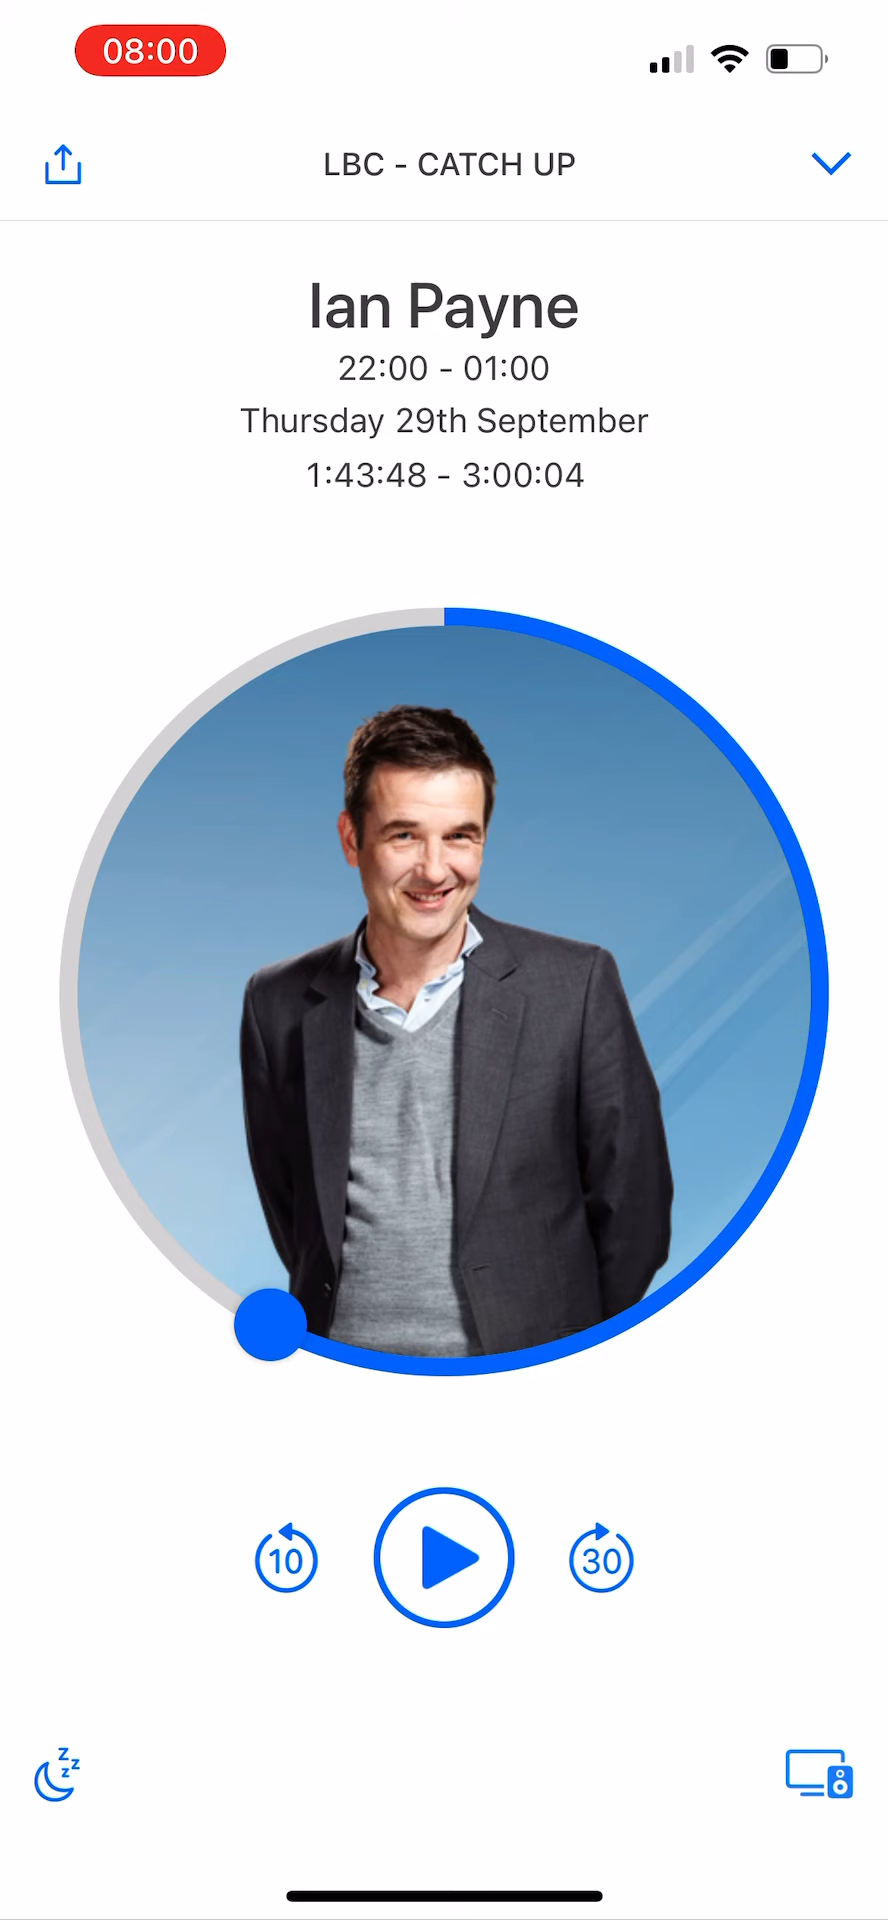 08:00
LBC - CATCH UP
Ian Payne
22:00 - 01:00
Thursday 29th September
1:43:48 - 3:00:04
10
30
z z z